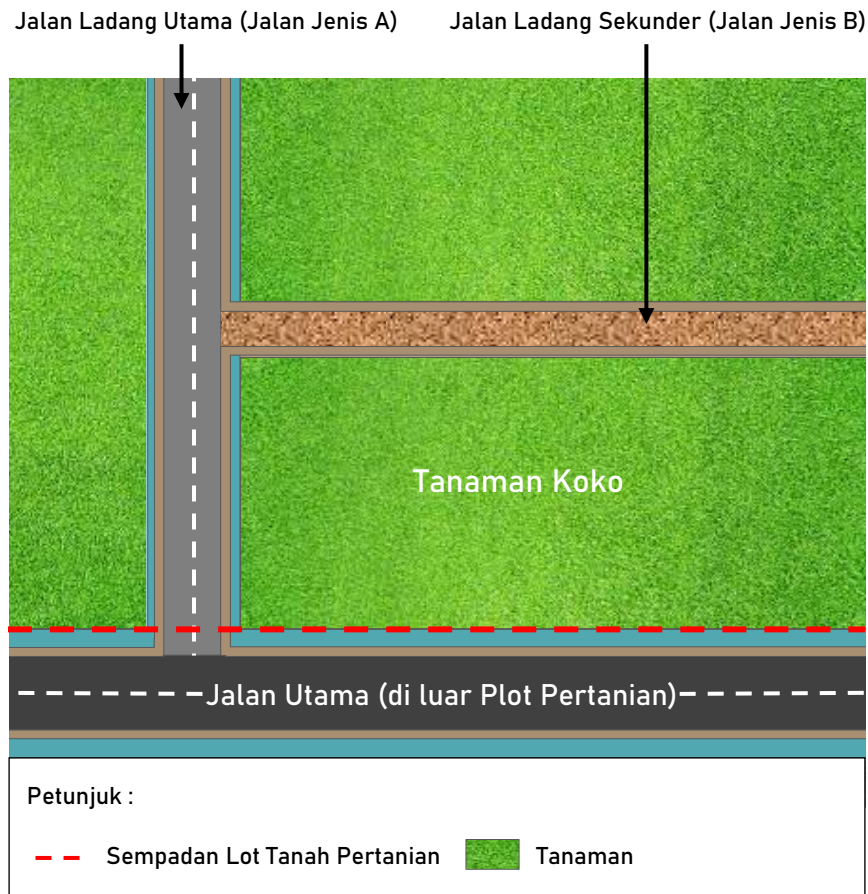 Jalan Ladang Utama (Jalan Jenis A)
Jalan Ladang Sekunder (Jalan Jenis B)
Tanaman Koko
Jalan Utama (di luar Plot Pertanian)
Petunjuk :
Sempadan Lot Tanah Pertanian
Tanaman